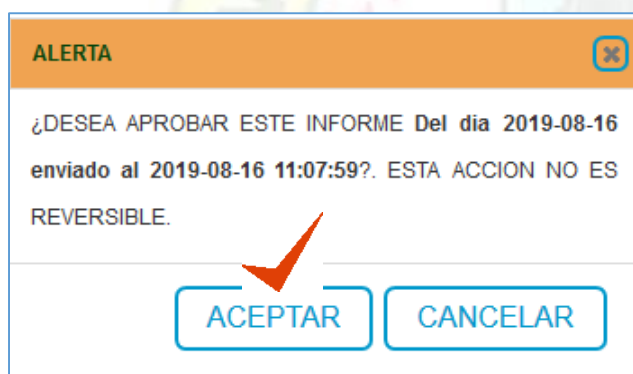 ALERTA
¿DESEA APROBAR ESTE INFORME Del dia 2019-08-16
enviado al 2019-08-16 11:07:59?. ESTA ACCION NO ES
REVERSIBLE.
ACEPTAR CANCELAR